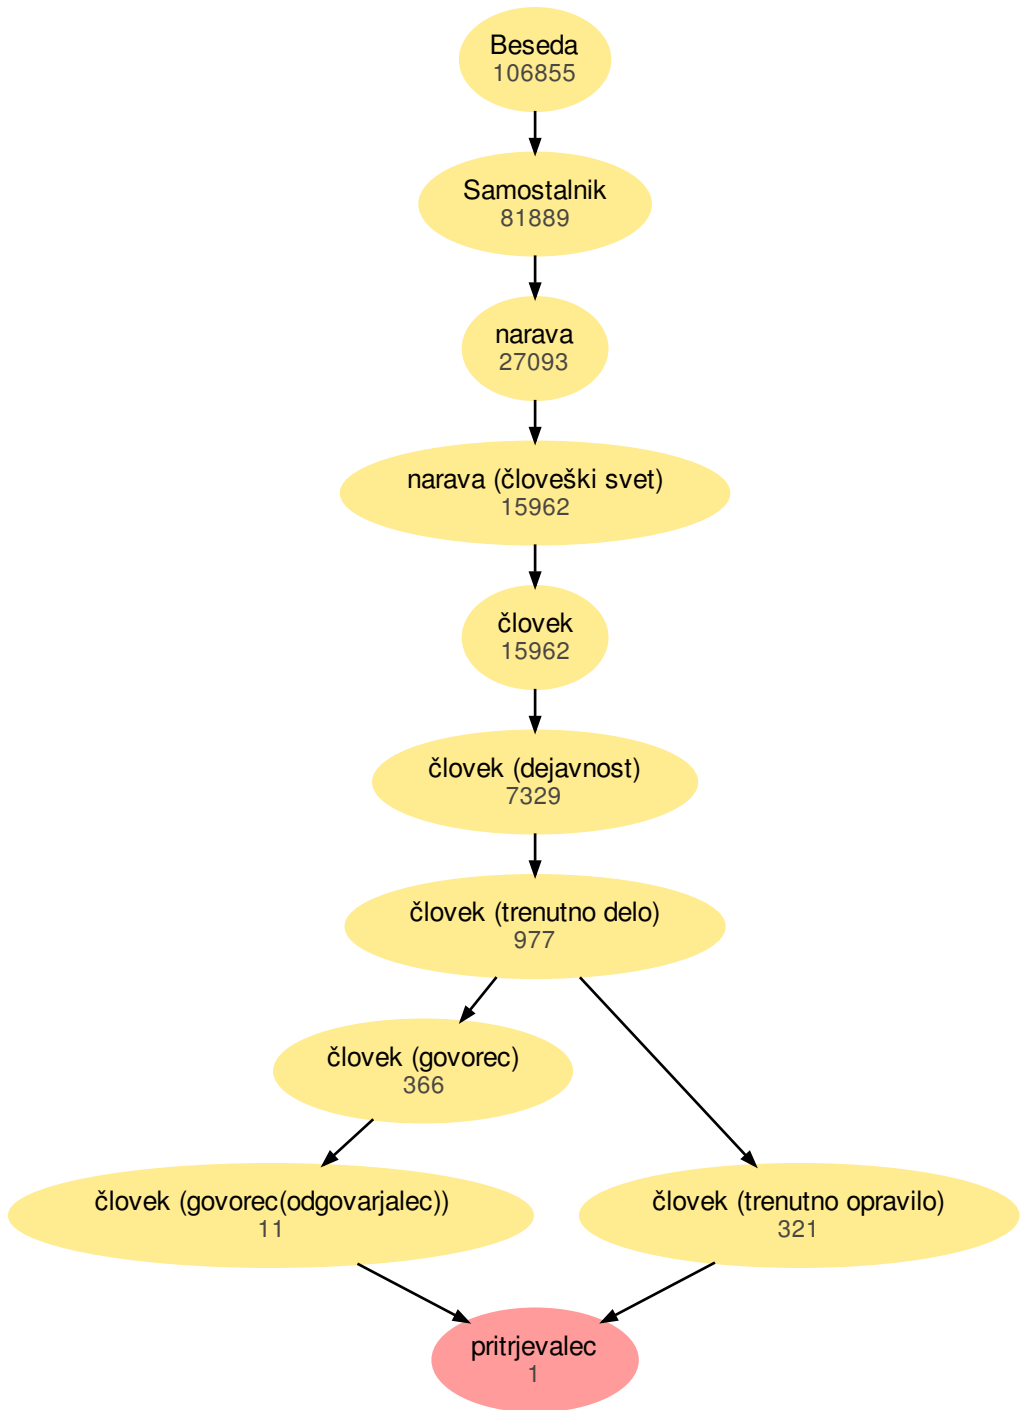 Beseda
106855
Samostalnik
81889
narava
27093
narava (človeški svet)
15962
človek
15962
človek (dejavnost)
7329
človek (trenutno delo)
977
človek (govorec)
366
človek (govorec(odgovarjalec))
11
človek (trenutno opravilo)
321
pritrjevalec
1